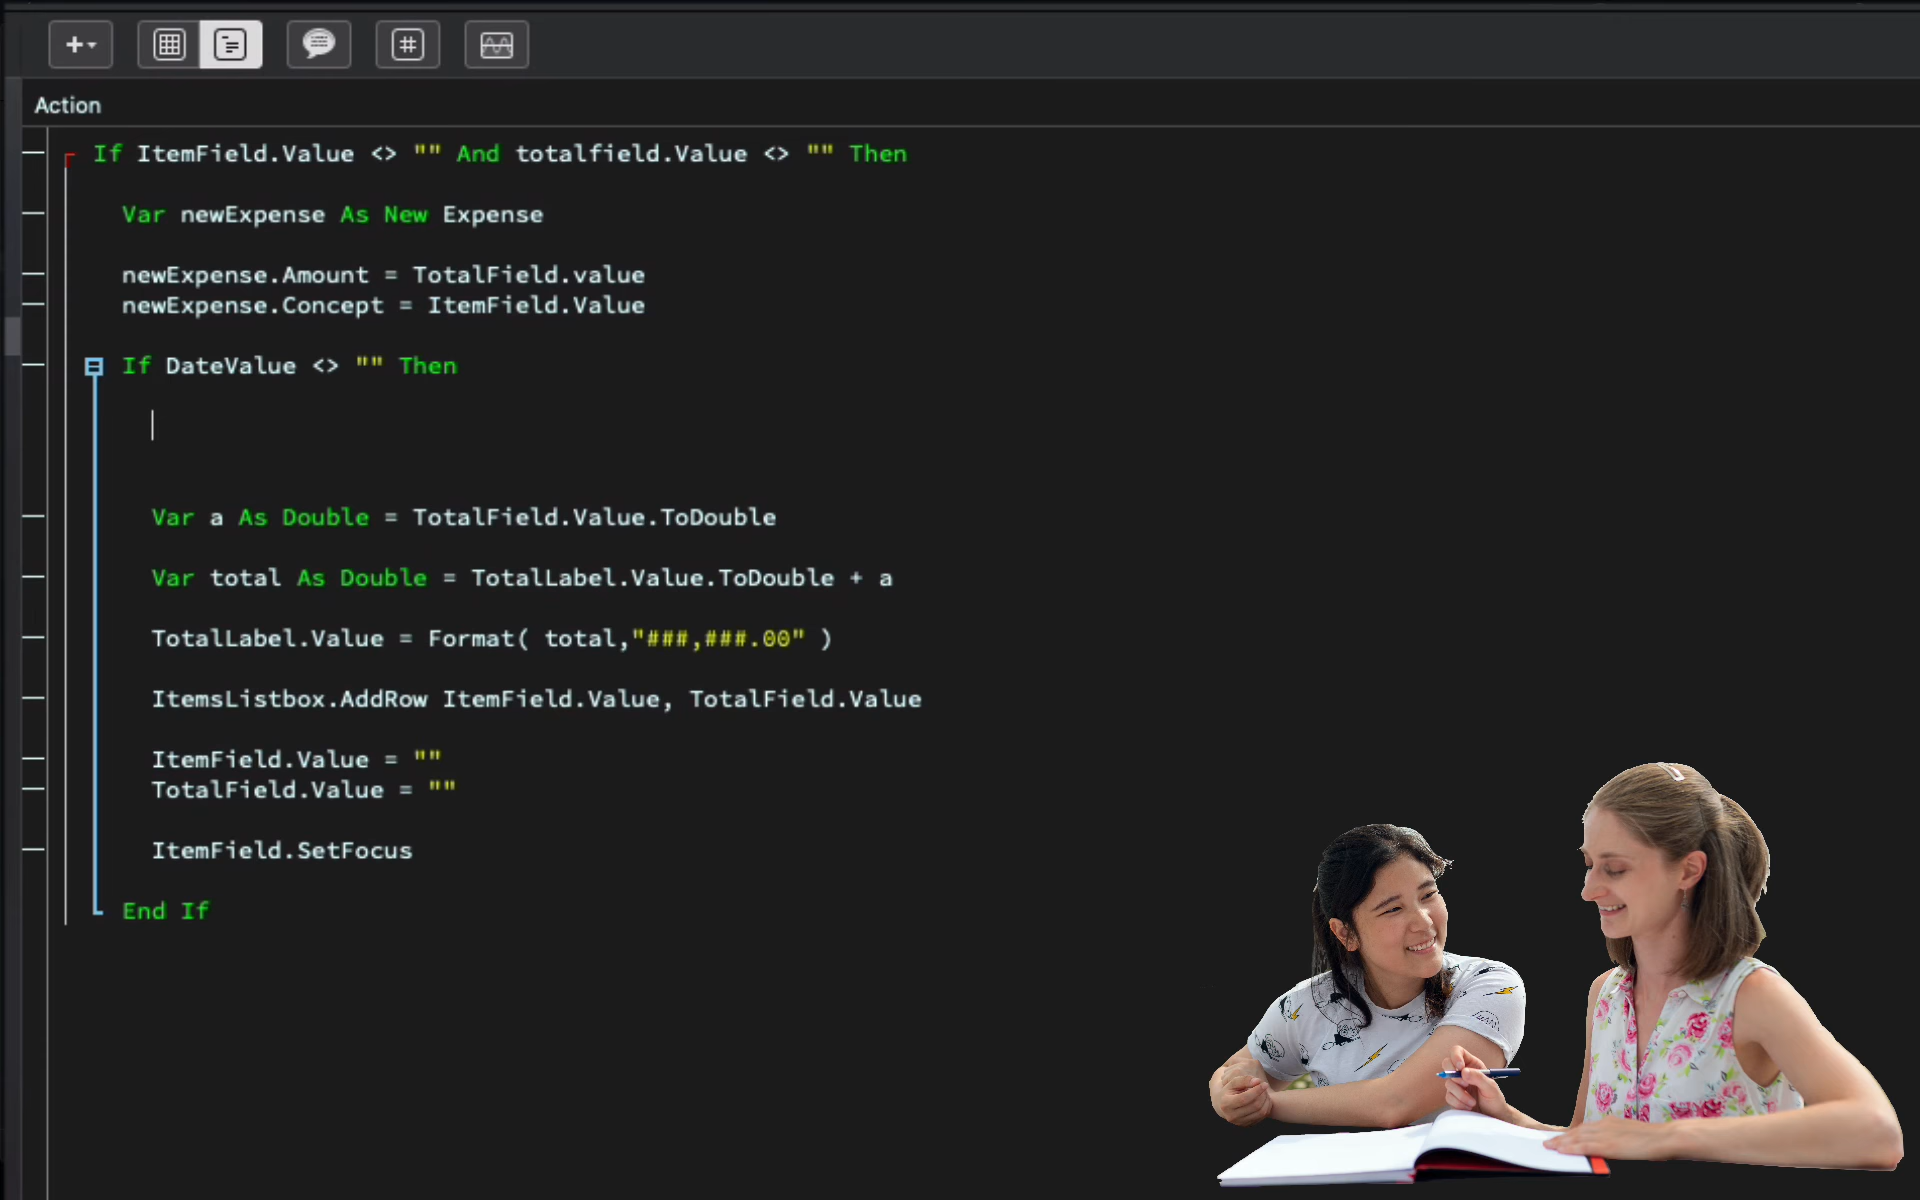 Action
If ItemField.Value <> "" And totalfield.Value <> "" Then
Var newExpense As New Expense
newExpense.Amount = TotalField.value
newExpense.Concept = ItemField.Value
If DateValue <> "" Then
Var a As Double = TotalField.Value.ToDouble
Var total As Double = TotalLabel.Value.ToDouble + a
TotalLabel.Value = Format( total,"###,###.00" )
ItemsListbox.AddRow ItemField.Value, TotalField.Value
ItemField.Value = ""
TotalField.Value = ""
ItemField.SetFocus
End If